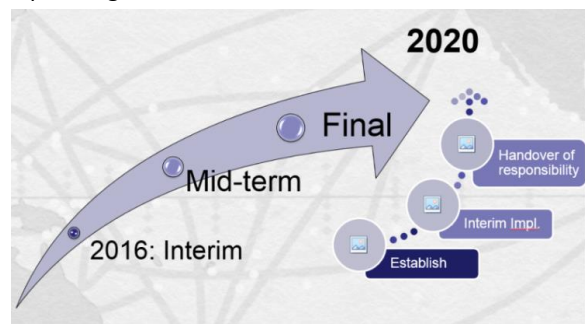 2020
Final
Mid-term
2016: Interim
Handover of
responsibility
Interim Impl.
Establish